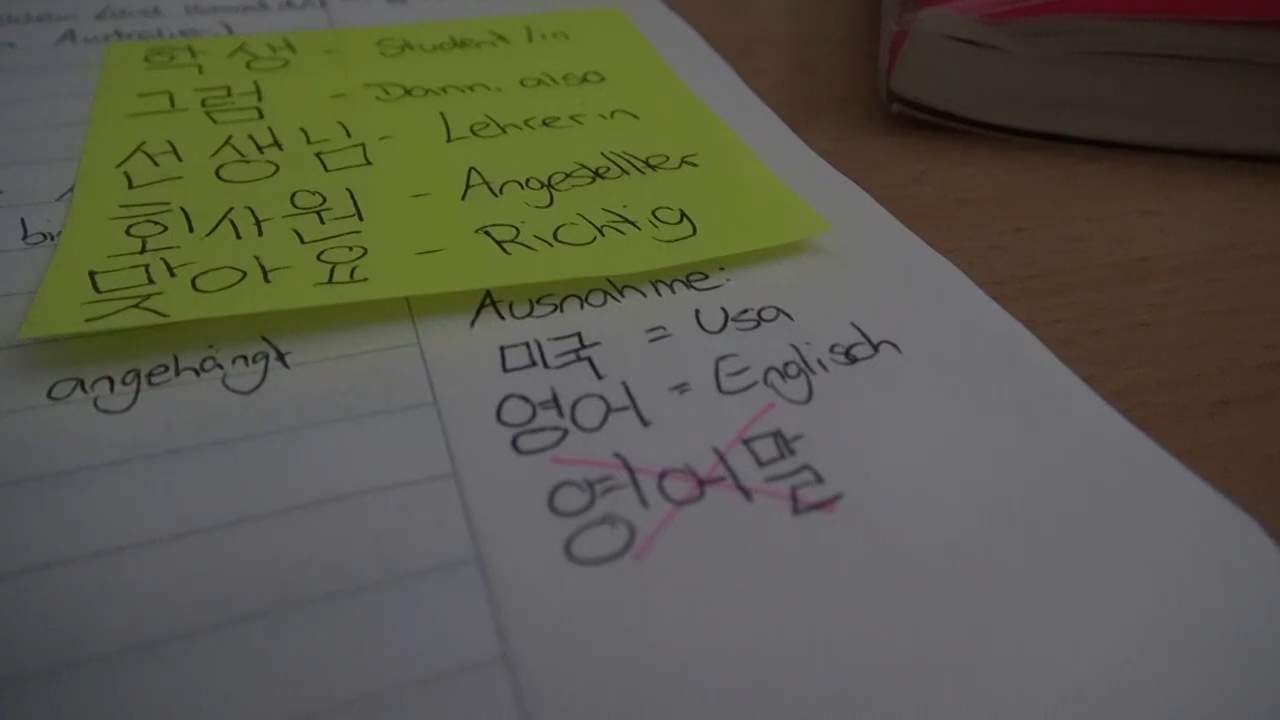 Australien)
학생 - Student/in
그럼 - Dann, also
선생님 - Lehrerin
회사원 - Angestellter
맞아요 - Richtig
angehängt
Ausnahme:
미국 = Usa
영어 = Englisch
영어말